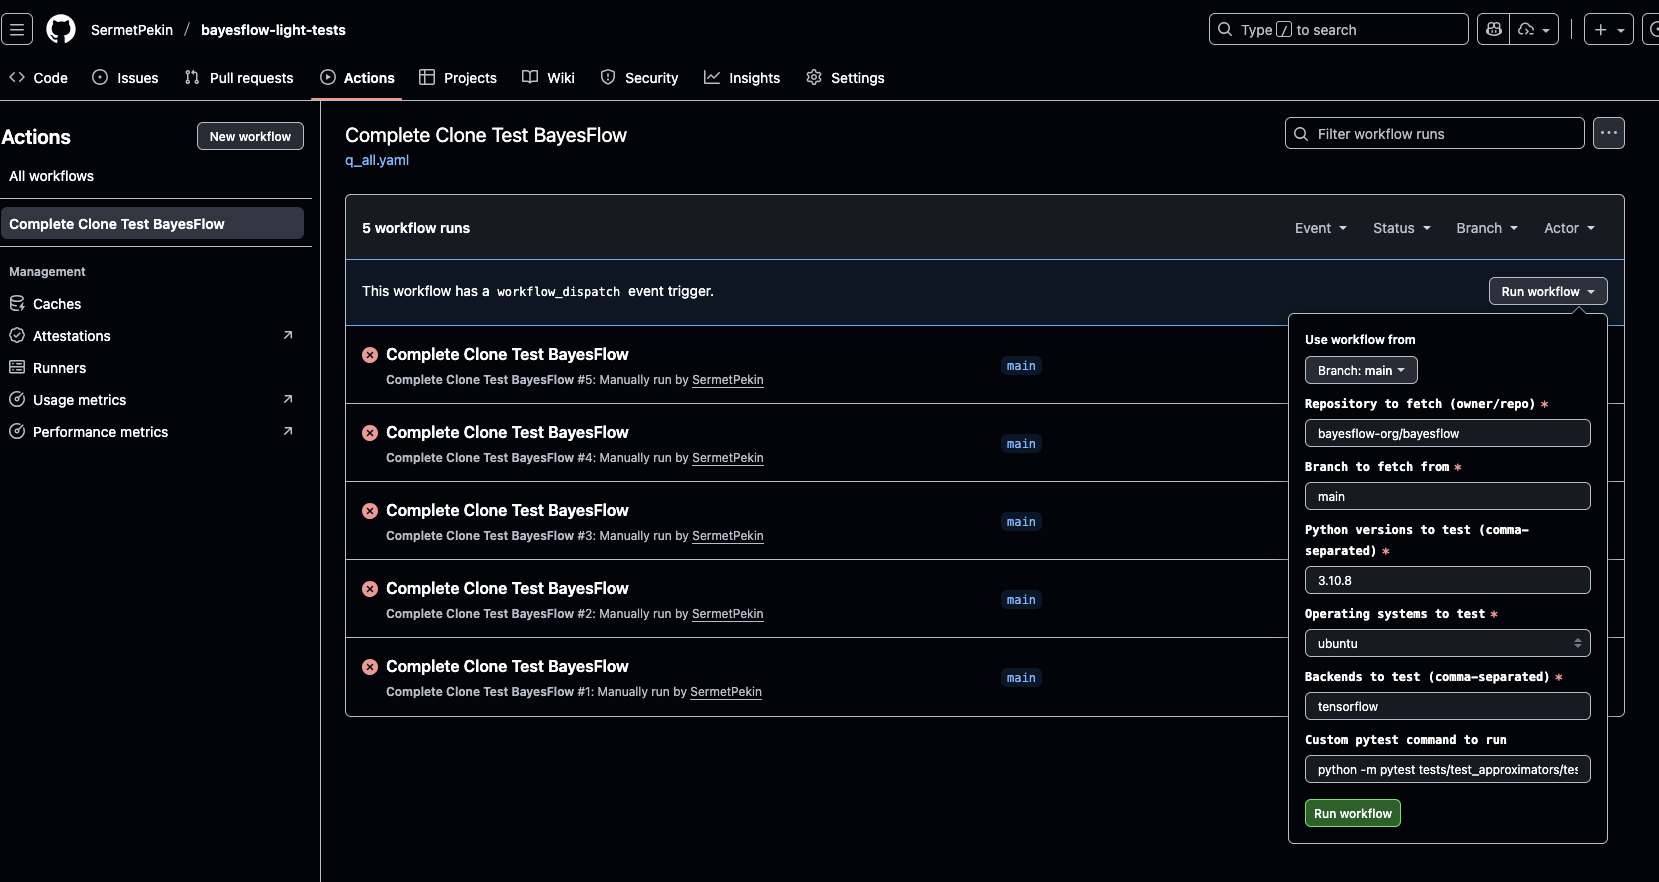 SermetPekin / bayesflow-light-tests
Type / to search
Code
Issues
Pull requests
Actions
Projects
Wiki
Security
Insights
Settings
Actions
New workflow
All workflows
Complete Clone Test BayesFlow
Management
Caches
Attestations
Runners
Usage metrics
Performance metrics
Complete Clone Test BayesFlow
q_all.yaml
Filter workflow runs
5 workflow runs
Event
Status
Branch
Actor
This workflow has a workflow_dispatch event trigger.
Run workflow
Complete Clone Test BayesFlow
Complete Clone Test BayesFlow #5: Manually run by SermetPekin
main
Complete Clone Test BayesFlow
Complete Clone Test BayesFlow #4: Manually run by SermetPekin
main
Complete Clone Test BayesFlow
Complete Clone Test BayesFlow #3: Manually run by SermetPekin
main
Complete Clone Test BayesFlow
Complete Clone Test BayesFlow #2: Manually run by SermetPekin
main
Complete Clone Test BayesFlow
Complete Clone Test BayesFlow #1: Manually run by SermetPekin
main
Use workflow from
Branch: main
Repository to fetch (owner/repo) *
bayesflow-org/bayesflow
Branch to fetch from *
main
Python versions to test (comma-
separated) *
3.10.8
Operating systems to test *
ubuntu
Backends to test (comma-separated) *
tensorflow
Custom pytest command to run
python -m pytest tests/test_approximators/tes
Run workflow